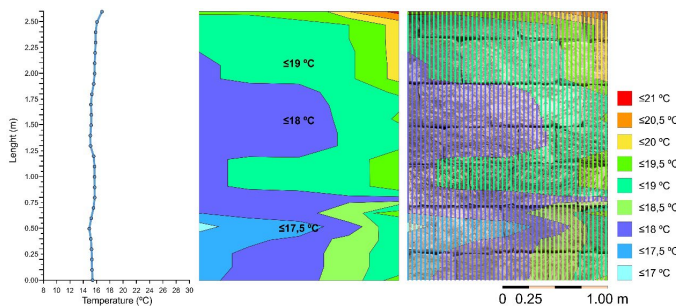 2.50
2.25
2.00
1.75
1.50
1.25
1.00
0.75
0.50
0.25
0.00
Lenght (m)
8 10 12 14 16 18 20 22 24 26 28 30
Temperature (ºC)
≤19 ºC
≤18 ºC
≤17,5 ºC
≤21 ºC
≤20,5 ºC
≤20 ºC
≤19,5 ºC
≤19 ºC
≤18,5 ºC
≤18 ºC
≤17,5 ºC
≤17 ºC
0 0.25 1.00 m